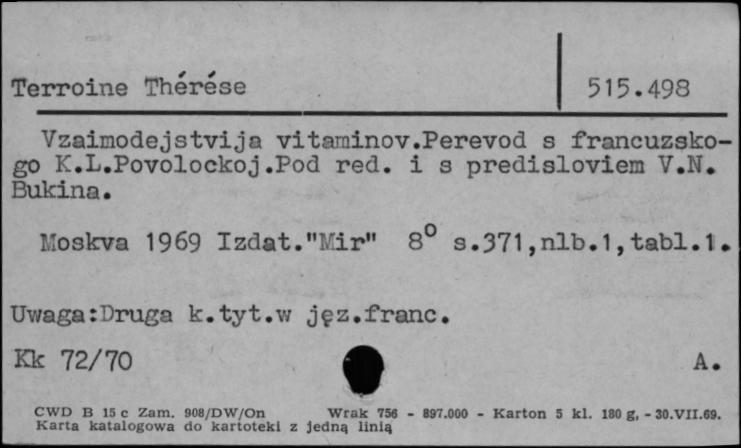 Terroine Thérése 515.498
Vzaimodejstvija vitaminov.Perevod s francuzsko-
go K.L.Povolockoj.Pod red. i s predisloviem V.N.
Bukina.
Moskva 1969 Izdat."Mir" 8° s.371,nlb.1,tabl.1.
Uwaga:Druga k.tyt.w jęz.franc.
Kk 72/70 A.
CWD B 15 c Zam. 908/DW/On Wrak 756 - 897.000 - Karton 5 kl. 180 g, - 30.VII.69.
Karta katalogowa do kartoteki z jedną linią